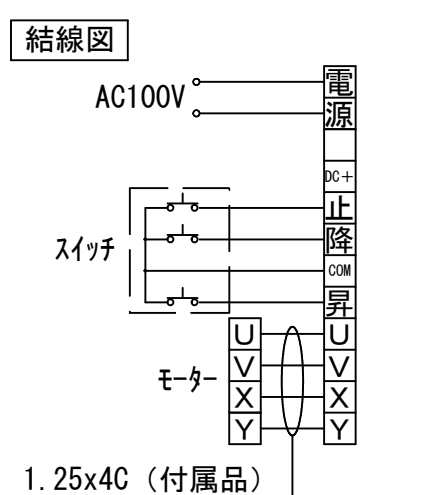 結線図
AC100V
電
源
DC+
止
降
COM
昇
スイッチ
U
V
X
Y
モーター
U
V
X
Y
1.25x4C (付属品)